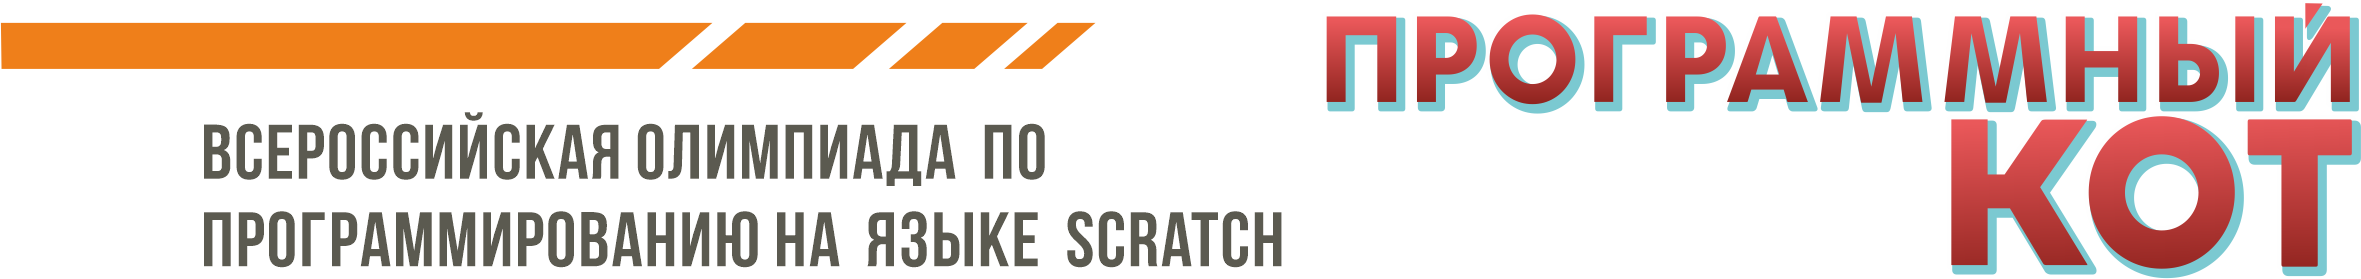 ВСЕРОССИЙСКАЯ ОЛИМПИАДА ПО
ПРОГРАММИРОВАНИЮ НА ЯЗЫКЕ SCRATCH
ПРОГРАММНЫЙ
КОТ